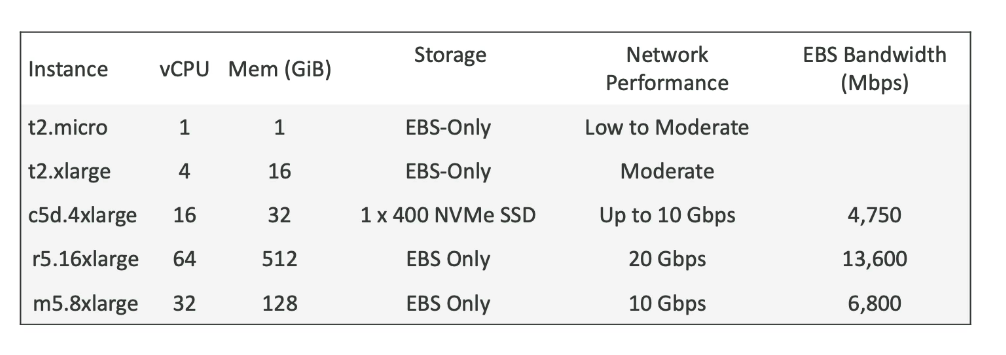 Instance vCPU Mem (GiB) Storage Network Performance EBS Bandwidth (Mbps)
t2.micro 1 1 EBS-Only Low to Moderate
t2.xlarge 4 16 EBS-Only Moderate
c5d.4xlarge 16 32 1 x 400 NVMe SSD Up to 10 Gbps 4,750
r5.16xlarge 64 512 EBS Only 20 Gbps 13,600
m5.8xlarge 32 128 EBS Only 10 Gbps 6,800